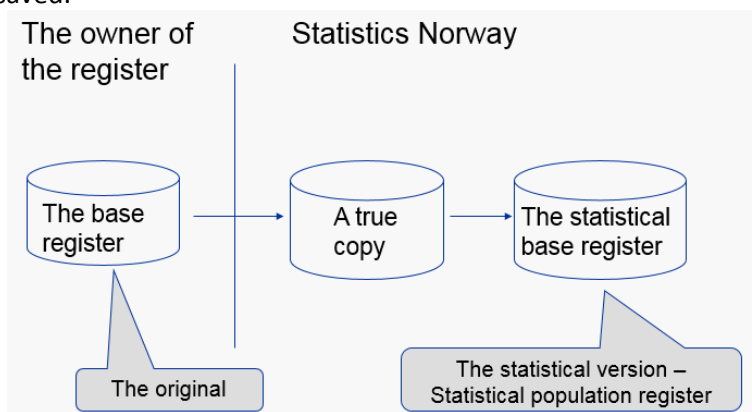 saved.
The owner of
the register
Statistics Norway
The base
register
A true
copy
The statistical
base register
The original
The statistical version –
Statistical population register